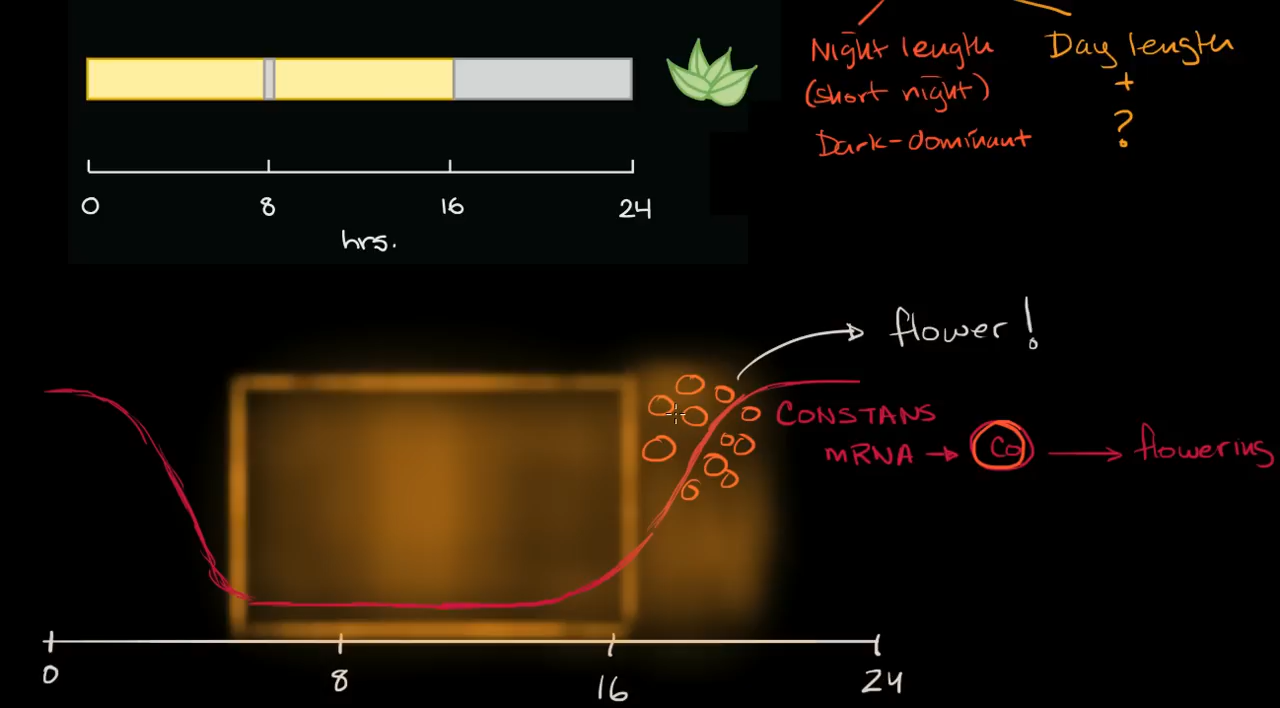 Night length
(short night)
Dark-dominant
Day length
+
?
0 8 16 24
hrs.
flower!
CONSTANS
mRNA → Co → flowering
0 8 16 24